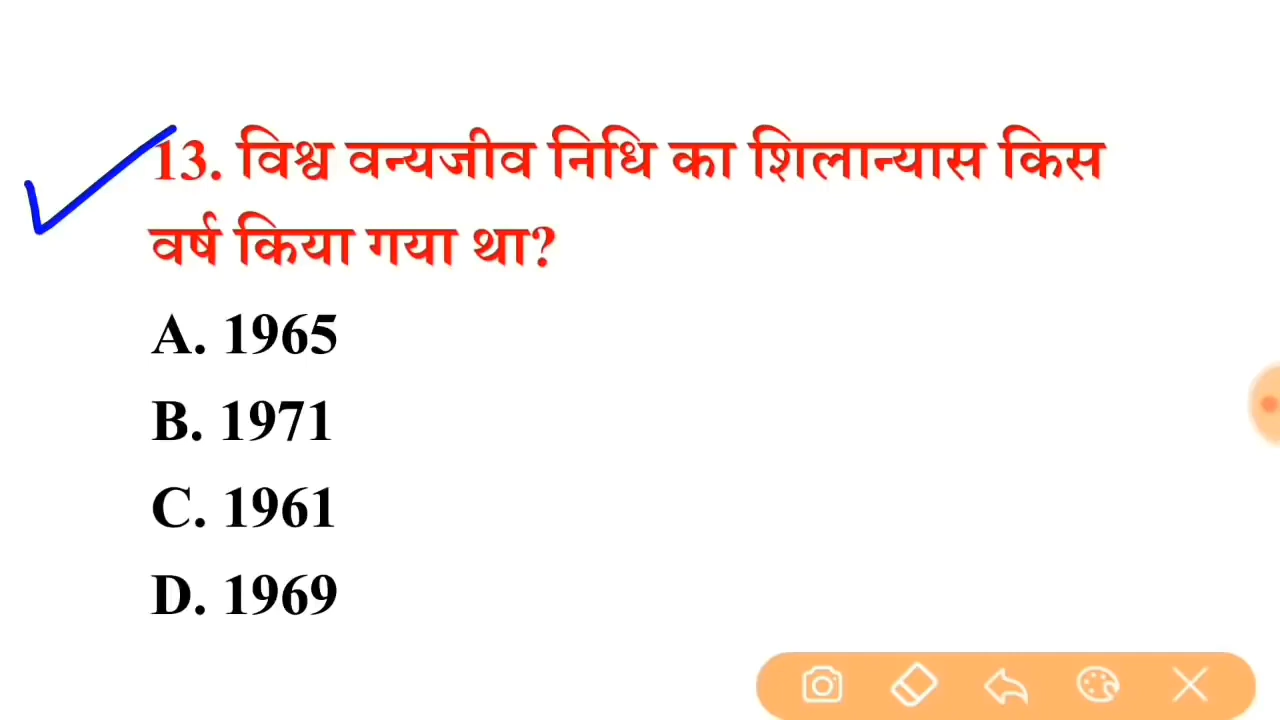 13. विश्व वन्यजीव निधि का शिलान्यास किस
वर्ष किया गया था?
A. 1965
B. 1971
C. 1961
D. 1969